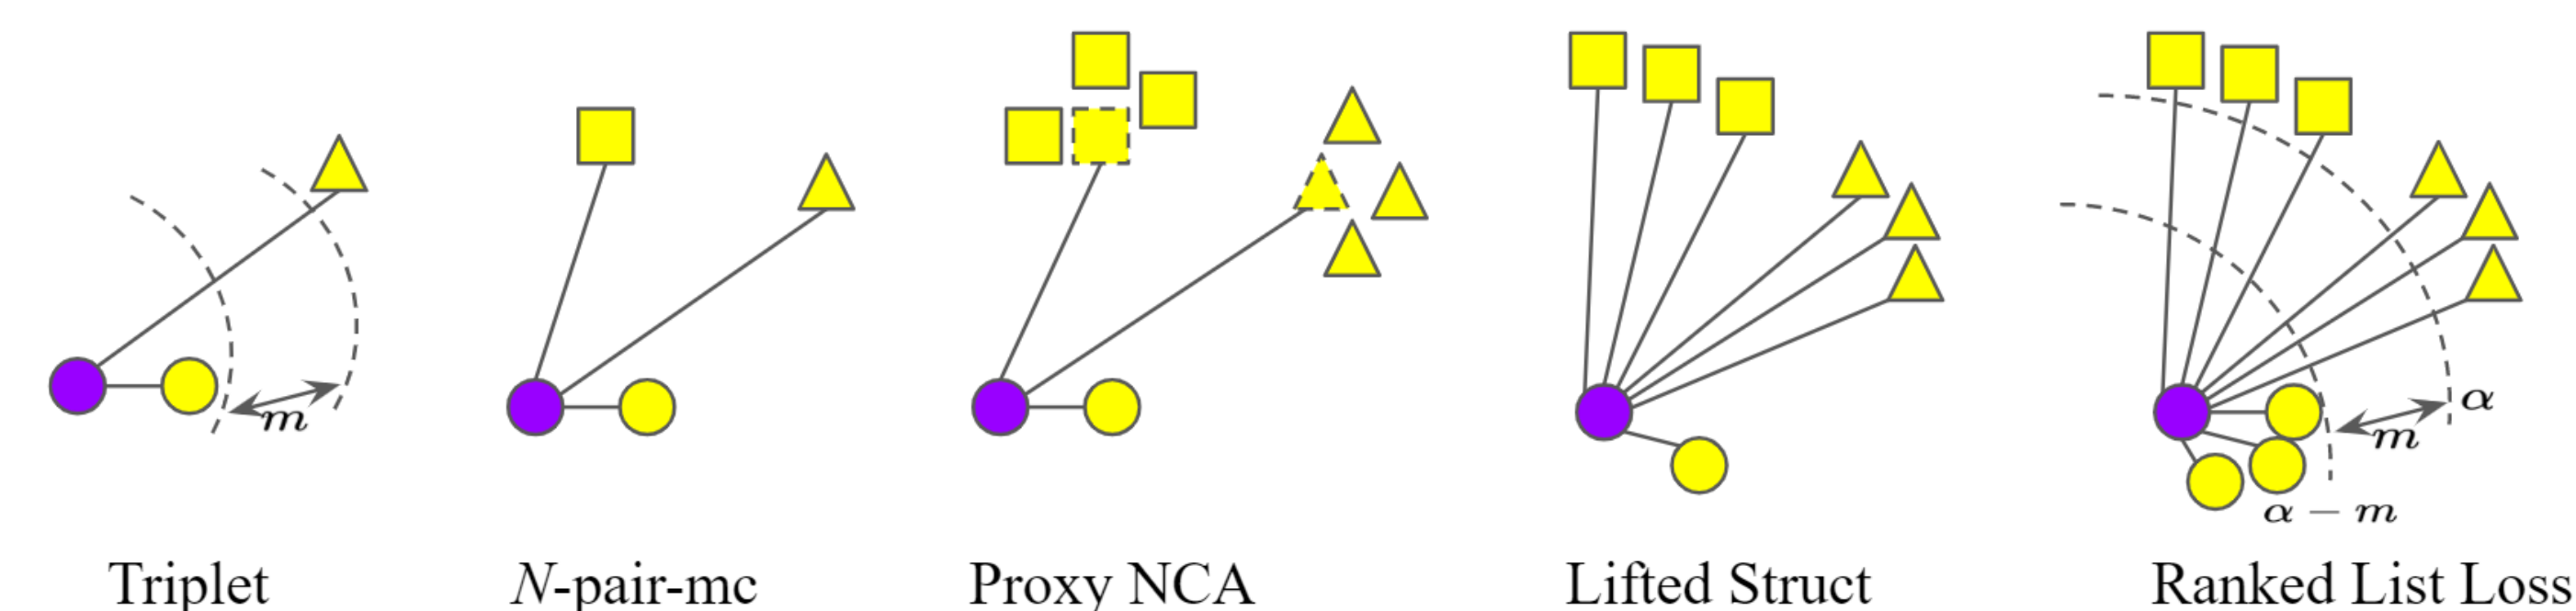 m
α
m
α − m
Triplet
N-pair-mc
Proxy NCA
Lifted Struct
Ranked List Loss